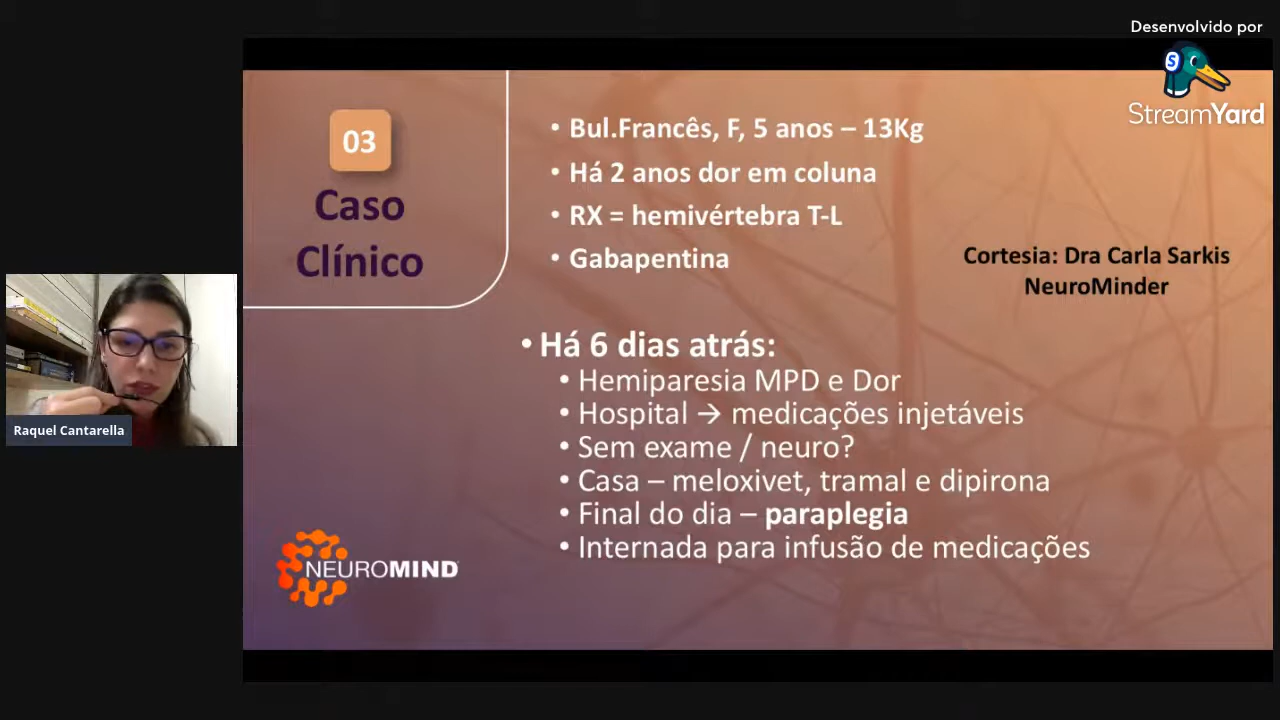 Desenvolvido por
StreamYard
03
Caso
Clínico
• Bul.Francês, F, 5 anos – 13Kg
• Há 2 anos dor em coluna
• RX = hemivértebra T-L
• Gabapentina
Cortesia: Dra Carla Sarkis
NeuroMinder
• Há 6 dias atrás:
• Hemiparesia MPD e Dor
• Hospital → medicações injetáveis
• Sem exame / neuro?
• Casa – meloxivet, tramal e dipirona
• Final do dia – paraplegia
• Internada para infusão de medicações
Raquel Cantarella
NEUROMIND